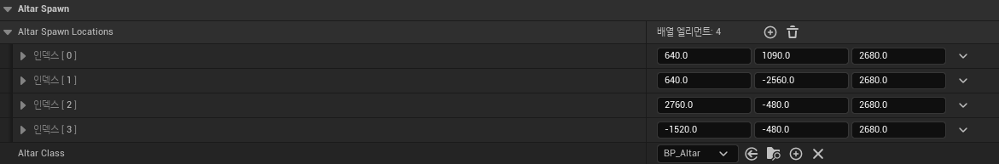 Altar Spawn
Altar Spawn Locations 배열 엘리먼트: 4
인덱스 [ 0 ] 640.0 1090.0 2680.0
인덱스 [ 1 ] 640.0 -2560.0 2680.0
인덱스 [ 2 ] 2760.0 -480.0 2680.0
인덱스 [ 3 ] -1520.0 -480.0 2680.0
Altar Class BP_Altar